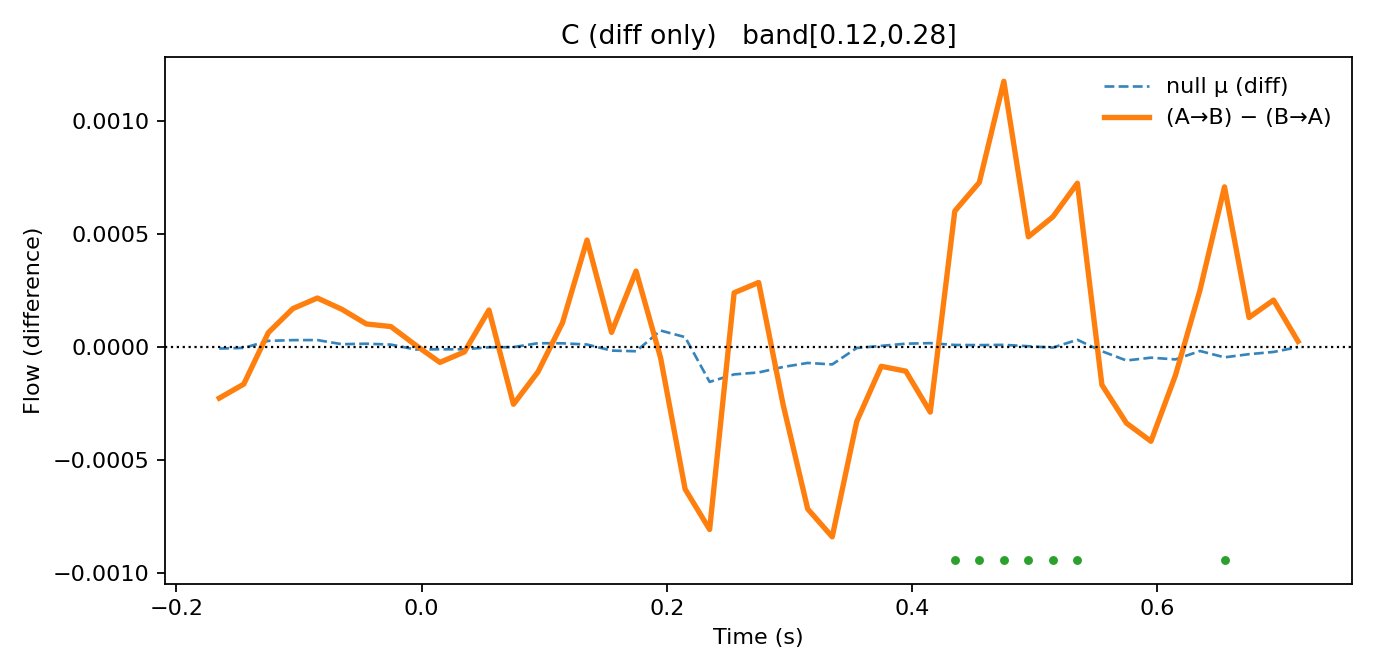 C (diff only)   band[0.12,0.28]
null μ (diff)
(A→B) − (B→A)
Flow (difference)
0.0010
0.0005
0.0000
−0.0005
−0.0010
−0.2
0.0
0.2
0.4
0.6
Time (s)